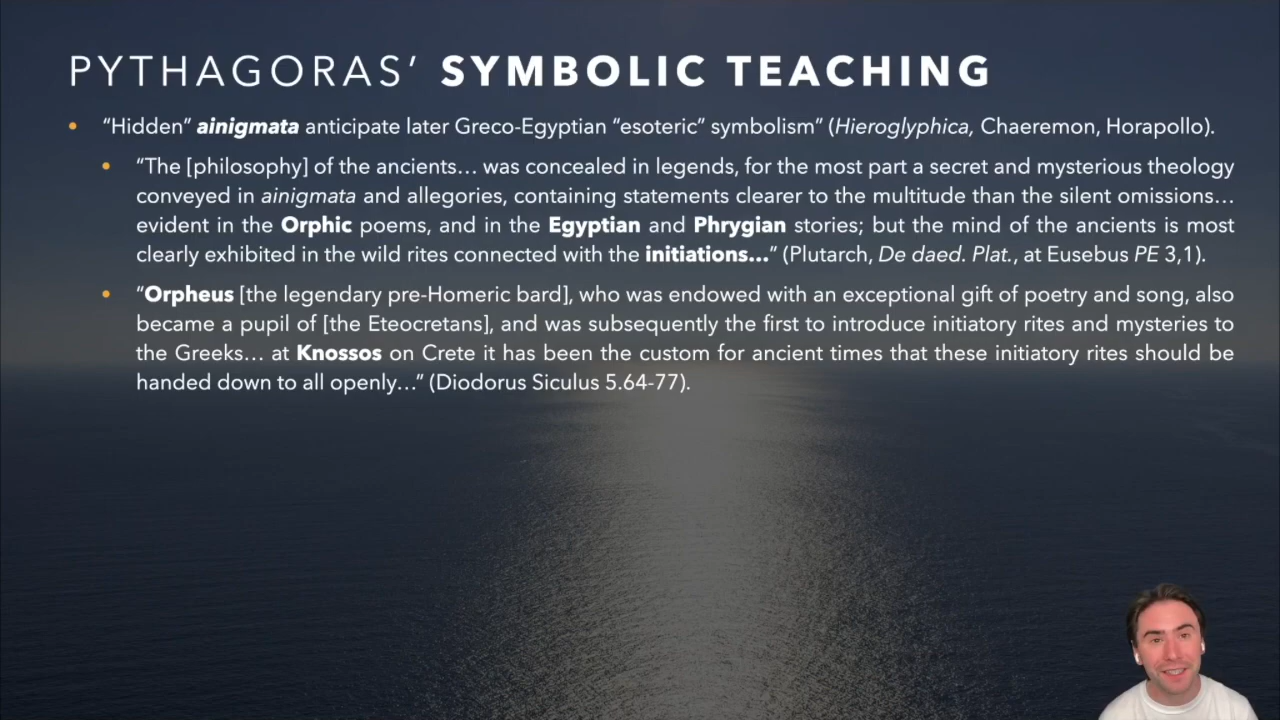 PYTHAGORAS’ SYMBOLIC TEACHING
• “Hidden” ainigmata anticipate later Greco-Egyptian “esoteric” symbolism” (Hieroglyphica, Chaeremon, Horapollo).
• “The [philosophy] of the ancients… was concealed in legends, for the most part a secret and mysterious theology
conveyed in ainigmata and allegories, containing statements clearer to the multitude than the silent omissions…
evident in the Orphic poems, and in the Egyptian and Phrygian stories; but the mind of the ancients is most
clearly exhibited in the wild rites connected with the initiations…” (Plutarch, De daed. Plat., at Eusebus PE 3,1).
• “Orpheus [the legendary pre-Homeric bard], who was endowed with an exceptional gift of poetry and song, also
became a pupil of [the Eteocretans], and was subsequently the first to introduce initiatory rites and mysteries to
the Greeks… at Knossos on Crete it has been the custom for ancient times that these initiatory rites should be
handed down to all openly…” (Diodorus Siculus 5.64-77).